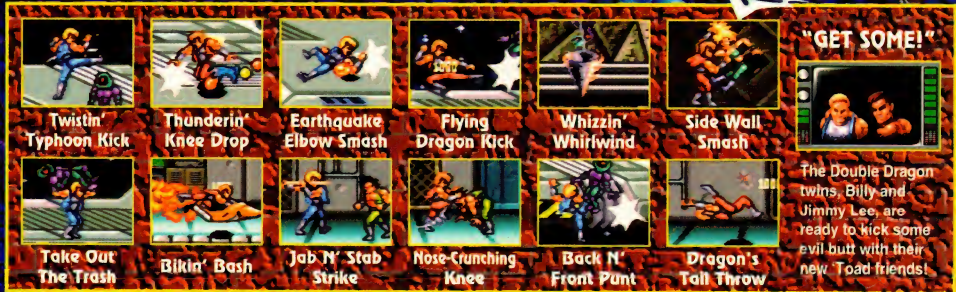 Twistin'
Typhoon Kick
Thunderin'
Knee Drop
Earthquake
Elbow Smash
Flying
Dragon Kick
Whizzin'
Whirlwind
Side Wall
Smash
Take Out
The Trash
Bikin' Bash
Jab N' Stab
Strike
Nose-Crunching
Knee
Back N'
Front Punt
Dragon's
Tail Throw
"GET SOME!"
The Double Dragon
twins, Billy and
Jimmy Lee, are
ready to kick some
evil butt with their
new 'Toad friends!